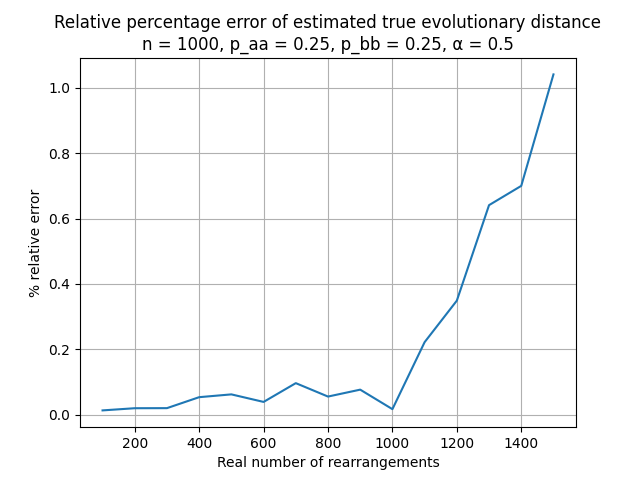 Relative percentage error of estimated true evolutionary distance
n = 1000, p_aa = 0.25, p_bb = 0.25, α = 0.5
1.0
0.8
0.6
0.4
0.2
0.0
% relative error
200 400 600 800 1000 1200 1400
Real number of rearrangements